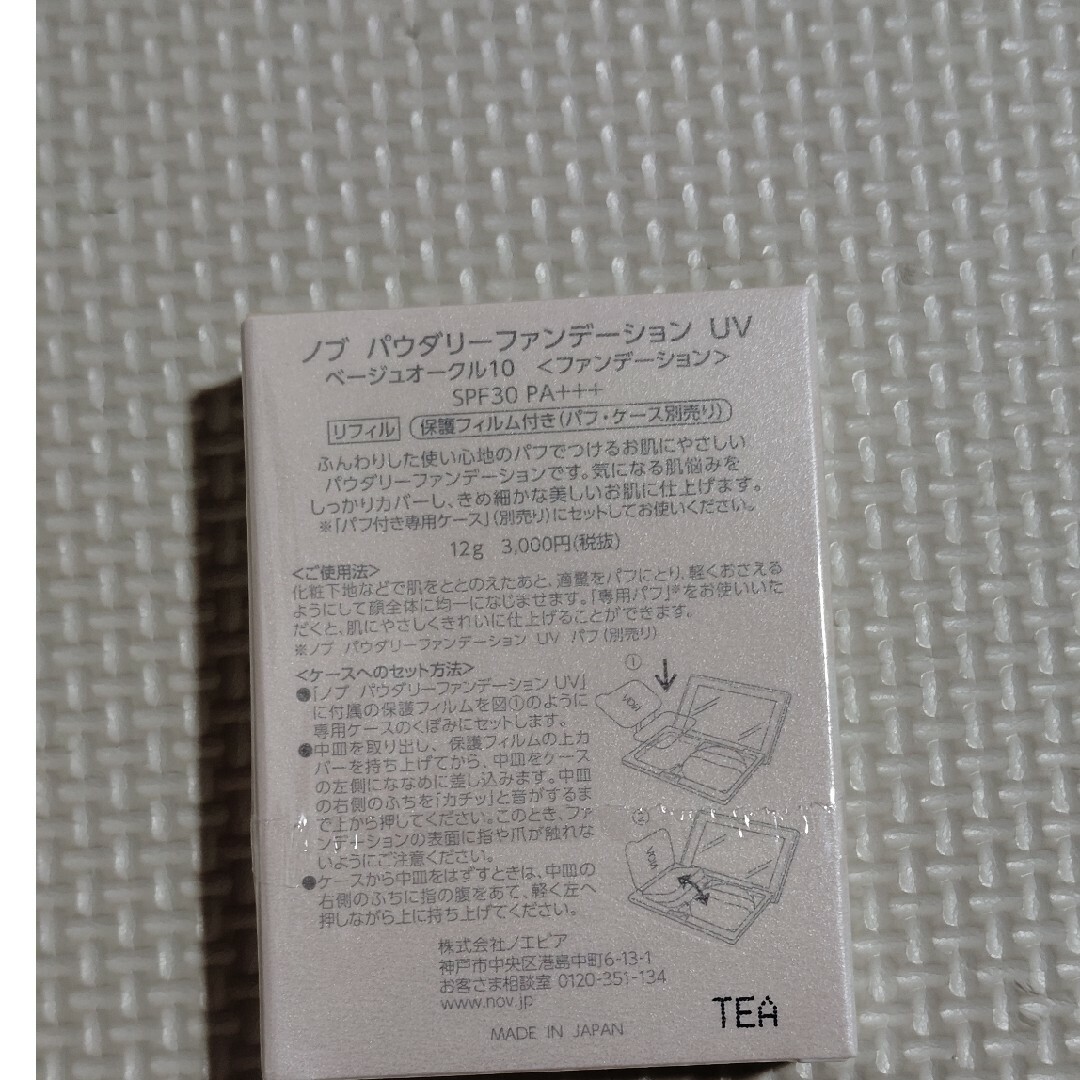 ノブ パウダリーファンデーション UV
ベージュオークル10 <ファンデーション>
SPF30 PA+++
リフィル 保護フィルム付き(パフ・ケース別売り)
ふんわりした使い心地のパフでつけるお肌にやさしい
パウダリーファンデーションです。気になる肌悩みを
しっかりカバーし、きめ細かな美しいお肌に仕上げます。
※「パフ付き専用ケース」(別売り)にセットしてお使いください。
12g 3,000円(税抜)
<ご使用法>
化粧下地などで肌をととのえたあと、適量をパフにとり、軽くおさえる
ようにして顔全体に均一になじませます。「専用パフ」※をお使いいた
だくと、肌にやさしくきれいに仕上げることができます。
※ノブ パウダリーファンデーション UV パフ(別売り)
<ケースへのセット方法>
●「ノブ パウダリーファンデーション UV」
に付属の保護フィルムを図①のように
専用ケースのくぼみにセットします。
●中皿を取り出し、保護フィルムの上カ
バーを持ち上げてから、中皿をケース
の左側にななめに差し込みます。中皿
の右側のふちを「カチッ」と音がするま
で上から押してください。このとき、ファ
ンデーションの表面に指や爪が触れな
いようにご注意ください。
●ケースから中皿をはずすときは、中皿の
右側のふちに指の腹をあて、軽く左へ
押しながら上に持ち上げてください。
①
NOV
②
NOV
株式会社ノエビア
神戸市中央区港島中町6-13-1
お客さま相談室 0120-351-134
www.nov.jp
MADE IN JAPAN
TEA